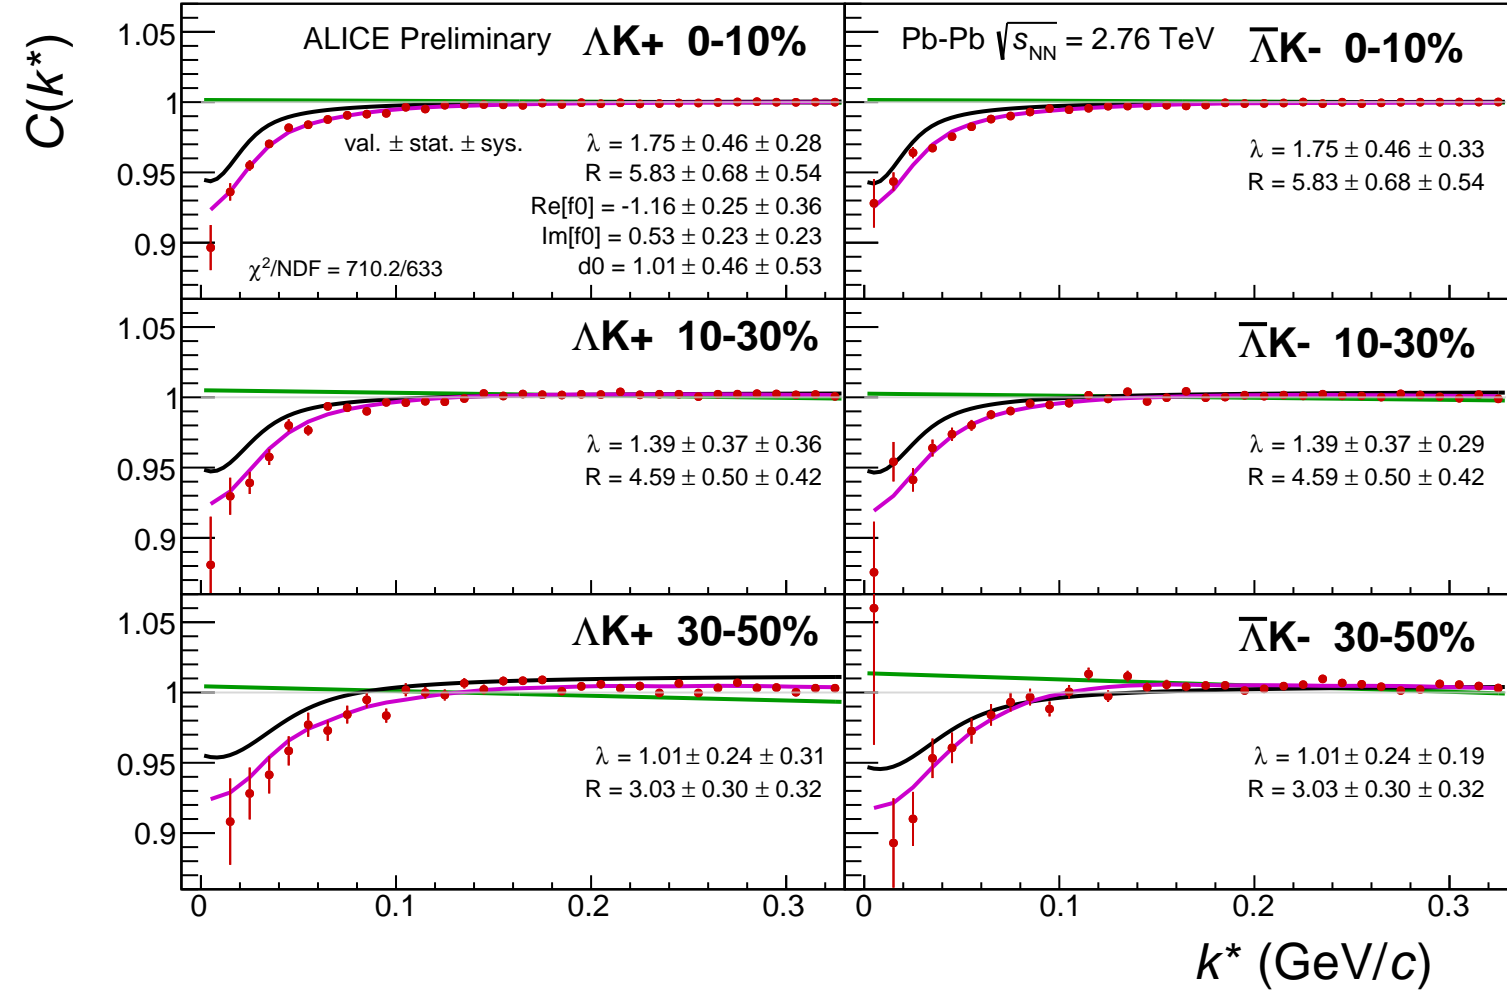 C(k*)
ALICE Preliminary ΛK+ 0-10%
1.05
1
0.95
0.9
val. ± stat. ± sys.
λ = 1.75 ± 0.46 ± 0.28
R = 5.83 ± 0.68 ± 0.54
Re[f0] = -1.16 ± 0.25 ± 0.36
Im[f0] = 0.53 ± 0.23 ± 0.23
d0 = 1.01 ± 0.46 ± 0.53
χ²/NDF = 710.2/633
Pb-Pb √s_NN = 2.76 TeV Λ̅K- 0-10%
λ = 1.75 ± 0.46 ± 0.33
R = 5.83 ± 0.68 ± 0.54
ΛK+ 10-30%
1.05
1
0.95
0.9
λ = 1.39 ± 0.37 ± 0.36
R = 4.59 ± 0.50 ± 0.42
Λ̅K- 10-30%
λ = 1.39 ± 0.37 ± 0.29
R = 4.59 ± 0.50 ± 0.42
ΛK+ 30-50%
1.05
1
0.95
0.9
λ = 1.01 ± 0.24 ± 0.31
R = 3.03 ± 0.30 ± 0.32
Λ̅K- 30-50%
λ = 1.01 ± 0.24 ± 0.19
R = 3.03 ± 0.30 ± 0.32
0 0.1 0.2 0.3
0 0.1 0.2 0.3
k* (GeV/c)